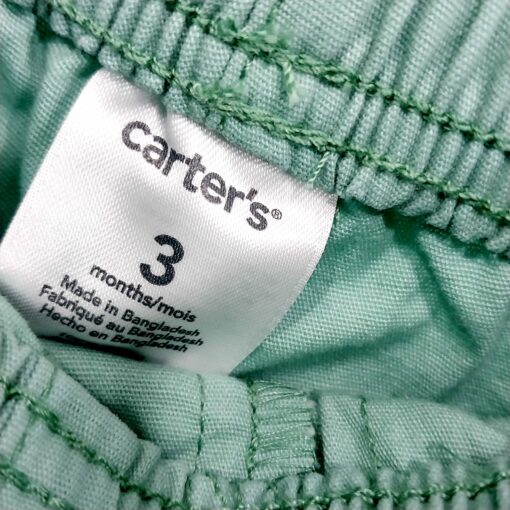 carter's®
3
months/mois
Made in Bangladesh
Fabriqué au Bangladesh
Hecho en Bangladesh